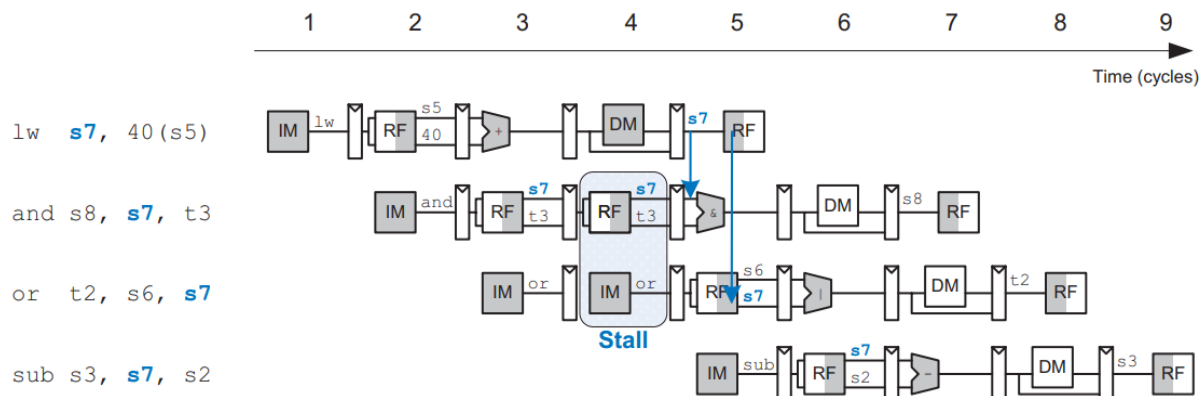 1 2 3 4 5 6 7 8 9
Time (cycles)
lw s7, 40(s5)
IM lw RF s5 40 + DM s7 RF
and s8, s7, t3
IM and RF s7 t3 RF s7 t3 & DM s8 RF
or t2, s6, s7
IM or IM or RF s6 s7 | DM t2 RF
Stall
sub s3, s7, s2
IM sub RF s7 s2 - DM s3 RF